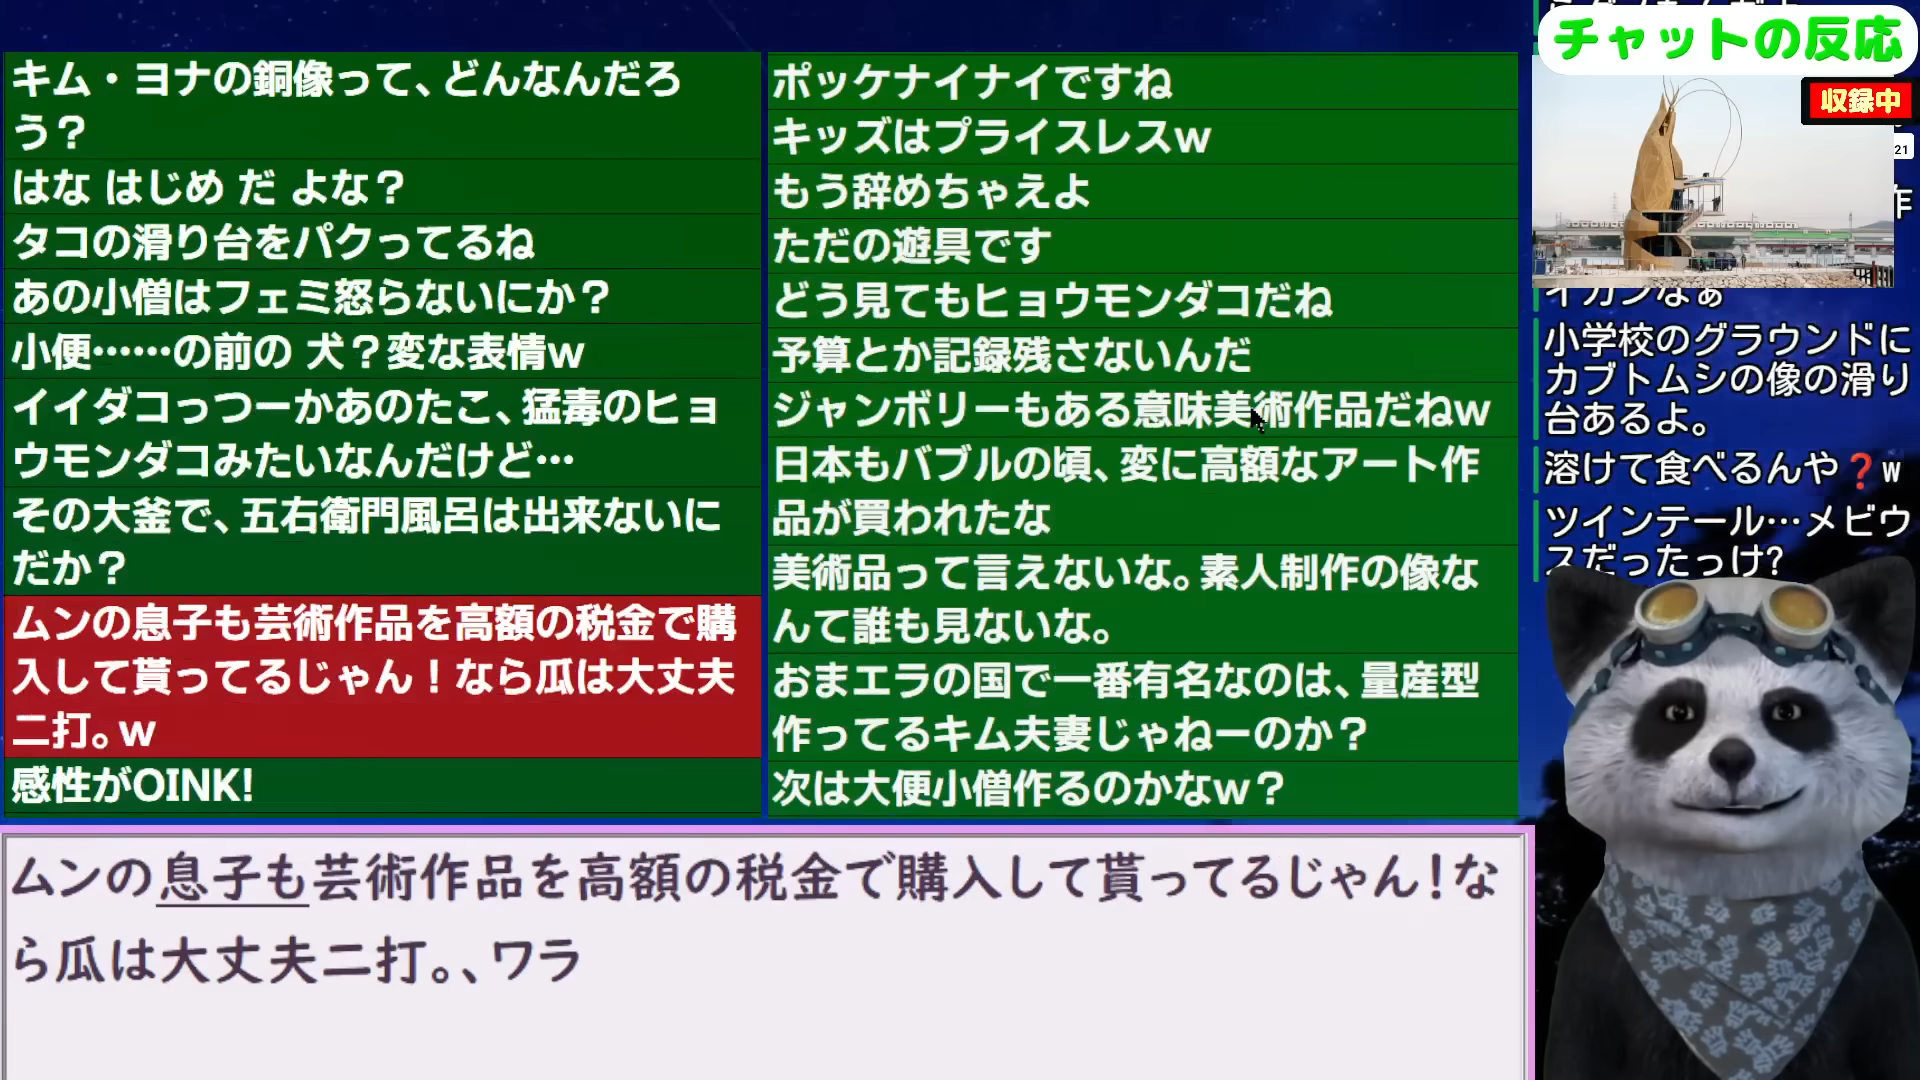 キム・ヨナの銅像って、どんなんだろ
う？
はな はじめ だ よな？
タコの滑り台をパクってるね
あの小僧はフェミ怒らないにか？
小便……の前の 犬？変な表情w
イイダコっつーかあのたこ、猛毒のヒョ
ウモンダコみたいなんだけど…
その大釜で、五右衛門風呂は出来ないに
だか？
ムンの息子も芸術作品を高額の税金で購
入して貰ってるじゃん！なら瓜は大丈夫
二打。w
感性がOINK!
ポッケナイナイですね
キッズはプライスレスw
もう辞めちゃえよ
ただの遊具です
どう見てもヒョウモンダコだね
予算とか記録残さないんだ
ジャンボリーもある意味美術作品だねw
日本もバブルの頃、変に高額なアート作
品が買われたな
美術品って言えないな。素人制作の像な
んて誰も見ないな。
おまエラの国で一番有名なのは、量産型
作ってるキム夫妻じゃねーのか？
次は大便小僧作るのかなw？
チャットの反応
収録中
21
作
イカンなぁ
小学校のグラウンドに
カブトムシの像の滑り
台あるよ。
溶けて食べるんや❓w
ツインテール…メビウ
スだったっけ?
ムンの息子も芸術作品を高額の税金で購入して貰ってるじゃん！な
ら瓜は大丈夫二打。、ワラ